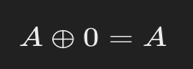 A ⊕ 0 = A